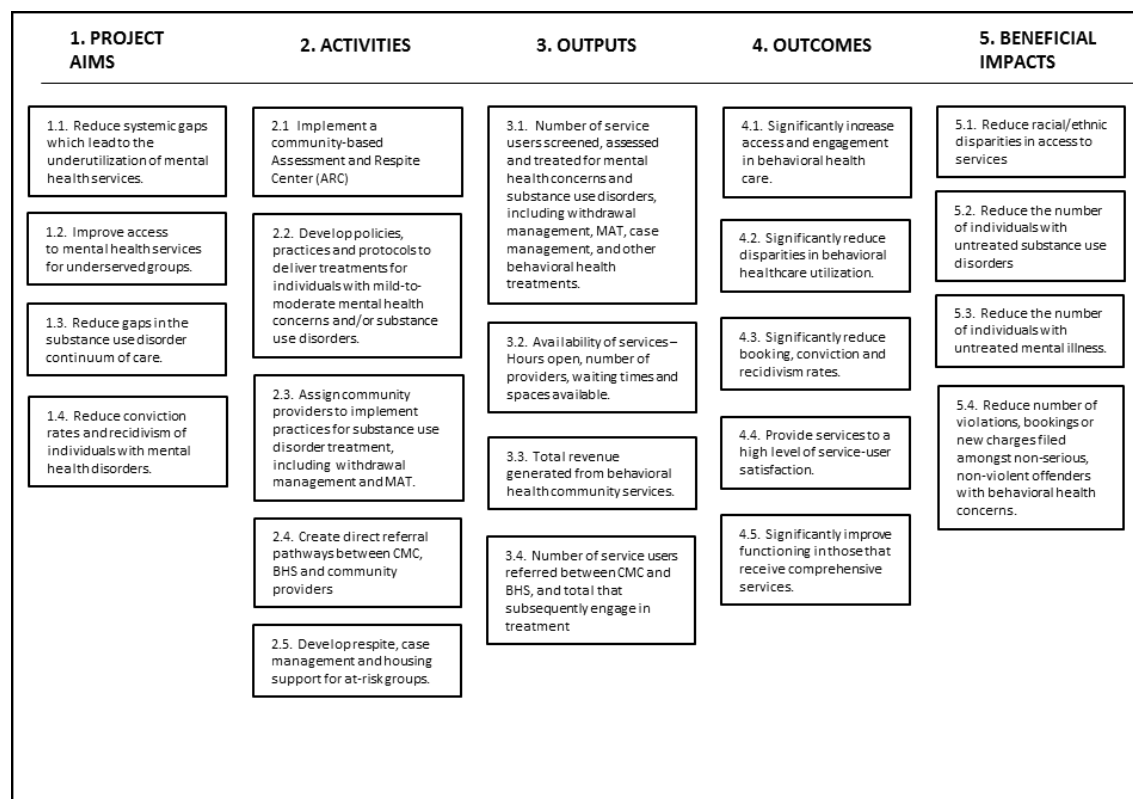 1. PROJECT
AIMS
1.1. Reduce systemic gaps
which lead to the
underutilization of mental
health services.
1.2. Improve access
to mental health services
for underserved groups.
1.3. Reduce gaps in the
substance use disorder
continuum of care.
1.4. Reduce conviction
rates and recidivism of
individuals with mental
health disorders.
2. ACTIVITIES
2.1 Implement a
community-based
Assessment and Respite
Center (ARC)
2.2. Develop policies,
practices and protocols to
deliver treatments for
individuals with mild-to-
moderate mental health
concerns and/or substance
use disorders.
2.3. Assign community
providers to implement
practices for substance use
disorder treatment,
including withdrawal
management and MAT.
2.4. Create direct referral
pathways between CMC,
BHS and community
providers
2.5. Develop respite, case
management and housing
support for at-risk groups.
3. OUTPUTS
3.1. Number of service
users screened, assessed
and treated for mental
health concerns and
substance use disorders,
including withdrawal
management, MAT, case
management, and other
behavioral health
treatments.
3.2. Availability of services –
Hours open, number of
providers, waiting times and
spaces available.
3.3. Total revenue
generated from behavioral
health community services.
3.4. Number of service users
referred between CMC and
BHS, and total that
subsequently engage in
treatment
4. OUTCOMES
4.1. Significantly increase
access and engagement
in behavioral health
care.
4.2. Significantly reduce
disparities in behavioral
healthcare utilization.
4.3. Significantly reduce
booking, conviction and
recidivism rates.
4.4. Provide services to a
high level of service-user
satisfaction.
4.5. Significantly improve
functioning in those that
receive comprehensive
services.
5. BENEFICIAL
IMPACTS
5.1. Reduce racial/ethnic
disparities in access to
services
5.2. Reduce the number
of individuals with
untreated substance use
disorders
5.3. Reduce the number
of individuals with
untreated mental illness.
5.4. Reduce number of
violations, bookings or
new charges filed
amongst non-serious,
non-violent offenders
with behavioral health
concerns.